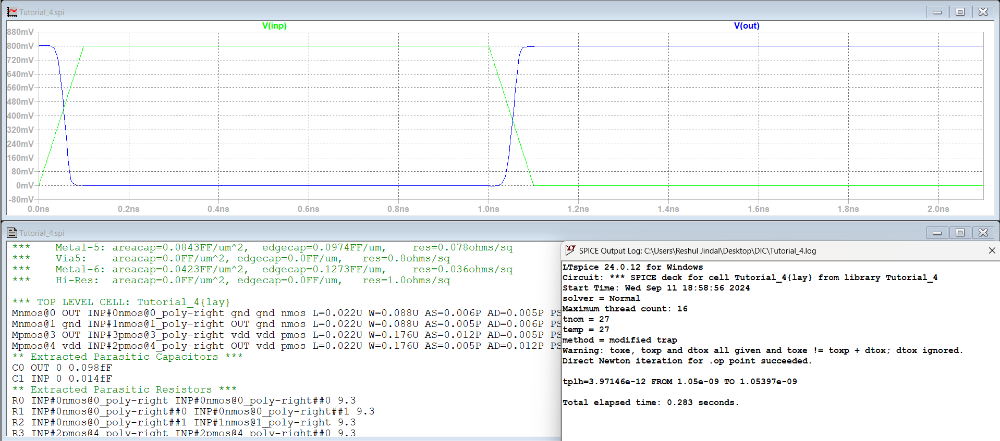 Tutorial_4.spi
V(inp) V(out)
880mV
800mV
720mV
640mV
560mV
480mV
400mV
320mV
240mV
160mV
80mV
0mV
-80mV
0.0ns 0.2ns 0.4ns 0.6ns 0.8ns 1.0ns 1.2ns 1.4ns 1.6ns 1.8ns 2.0ns
Tutorial_4.spi
*** Metal-5: areacap=0.0843FF/um^2, edgecap=0.0974FF/um, res=0.078ohms/sq
*** Via5: areacap=0.0FF/um^2, edgecap=0.0FF/um, res=0.8ohms/sq
*** Metal-6: areacap=0.0423FF/um^2, edgecap=0.1273FF/um, res=0.036ohms/sq
*** Hi-Res: areacap=0.0FF/um^2, edgecap=0.0FF/um, res=1.0ohms/sq
*** TOP LEVEL CELL: Tutorial_4{lay}
Mnmos@0 OUT INP#0nmos@0_poly-right gnd gnd nmos L=0.022U W=0.088U AS=0.006P AD=0.005P PS
Mnmos@1 gnd INP#1nmos@1_poly-right OUT gnd nmos L=0.022U W=0.088U AS=0.005P AD=0.006P PS
Mpmos@3 OUT INP#3pmos@3_poly-right vdd vdd pmos L=0.022U W=0.176U AS=0.012P AD=0.005P PS
Mpmos@4 vdd INP#2pmos@4_poly-right OUT vdd pmos L=0.022U W=0.176U AS=0.005P AD=0.012P PS
** Extracted Parasitic Capacitors ***
C0 OUT 0 0.098fF
C1 INP 0 0.014fF
** Extracted Parasitic Resistors ***
R0 INP#0nmos@0_poly-right INP#0nmos@0_poly-right##0 9.3
R1 INP#0nmos@0_poly-right##0 INP#0nmos@0_poly-right##1 9.3
R2 INP#0nmos@0_poly-right##1 INP#1nmos@1_poly-right 9.3
R3 INP#2pmos@4_poly-right INP#2pmos@4_poly-right##0 9.3
SPICE Output Log: C:\Users\Reshul Jindal\Desktop\DIC\Tutorial_4.log
LTspice 24.0.12 for Windows
Circuit: *** SPICE deck for cell Tutorial_4{lay} from library Tutorial_4
Start Time: Wed Sep 11 18:58:56 2024
solver = Normal
Maximum thread count: 16
tnom = 27
temp = 27
method = modified trap
Warning: toxe, toxp and dtox all given and toxe != toxp + dtox; dtox ignored.
Direct Newton iteration for .op point succeeded.
tplh=3.97146e-12 FROM 1.05e-09 TO 1.05397e-09
Total elapsed time: 0.283 seconds.